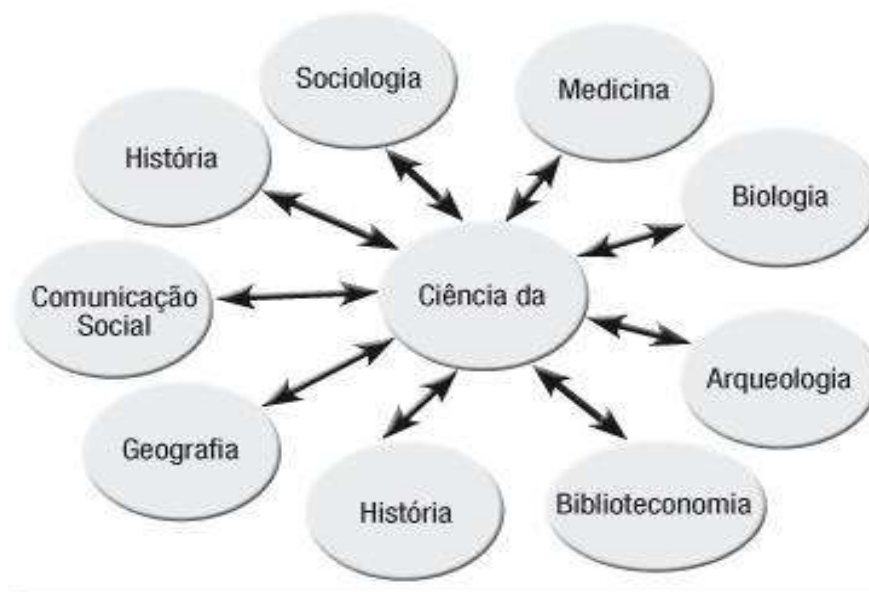 Sociologia
Medicina
História
Biologia
Comunicação
Social
Ciência da
Arqueologia
Geografia
História
Biblioteconomia